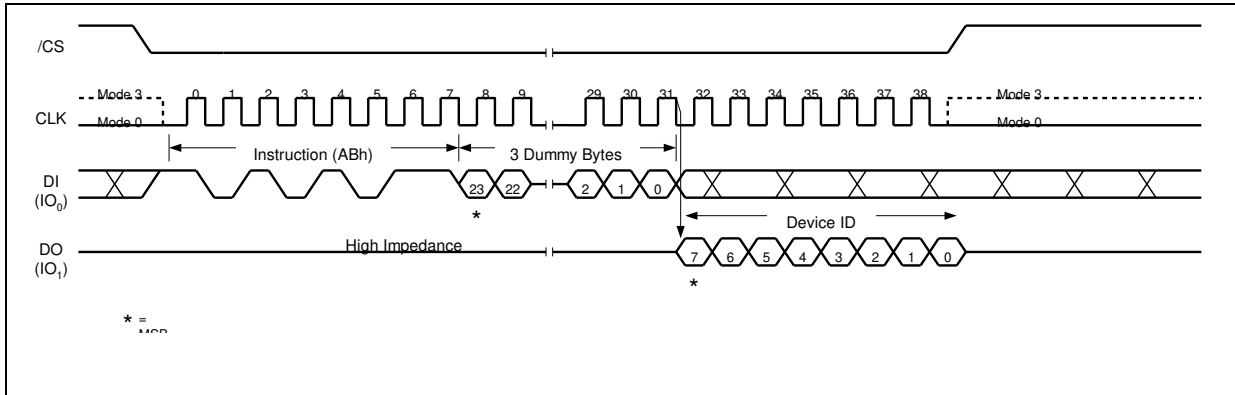 /CS
Mode 3 0 1 2 3 4 5 6 7 8 9 29 30 31 32 33 34 35 36 37 38 Mode 3
CLK
Mode 0 Mode 0
Instruction (ABh) 3 Dummy Bytes
DI
(IO0)
23 22 2 1 0
*
Device ID
DO
(IO1)
High Impedance
7 6 5 4 3 2 1 0
*
* =
MSB